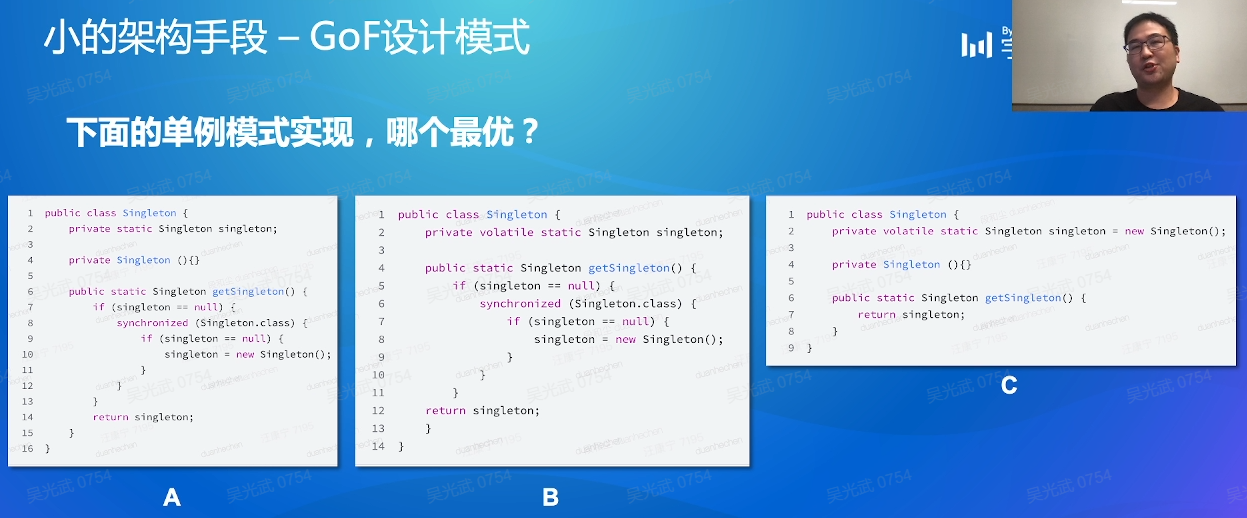 小的架构手段 – GoF设计模式
By
下面的单例模式实现，哪个最优？
1 public class Singleton {
2 private static Singleton singleton;
3
4 private Singleton (){}
5
6 public static Singleton getSingleton() {
7 if (singleton == null) {
8 synchronized (Singleton.class) {
9 if (singleton == null) {
10 singleton = new Singleton();
11 }
12 }
13 }
14 return singleton;
15 }
16 }
A
1 public class Singleton {
2 private volatile static Singleton singleton;
3
4 public static Singleton getSingleton() {
5 if (singleton == null) {
6 synchronized (Singleton.class) {
7 if (singleton == null) {
8 singleton = new Singleton();
9 }
10 }
11 }
12 return singleton;
13 }
14 }
B
1 public class Singleton {
2 private volatile static Singleton singleton = new Singleton();
3
4 private Singleton (){}
5
6 public static Singleton getSingleton() {
7 return singleton;
8 }
9 }
C
吴光武 0754